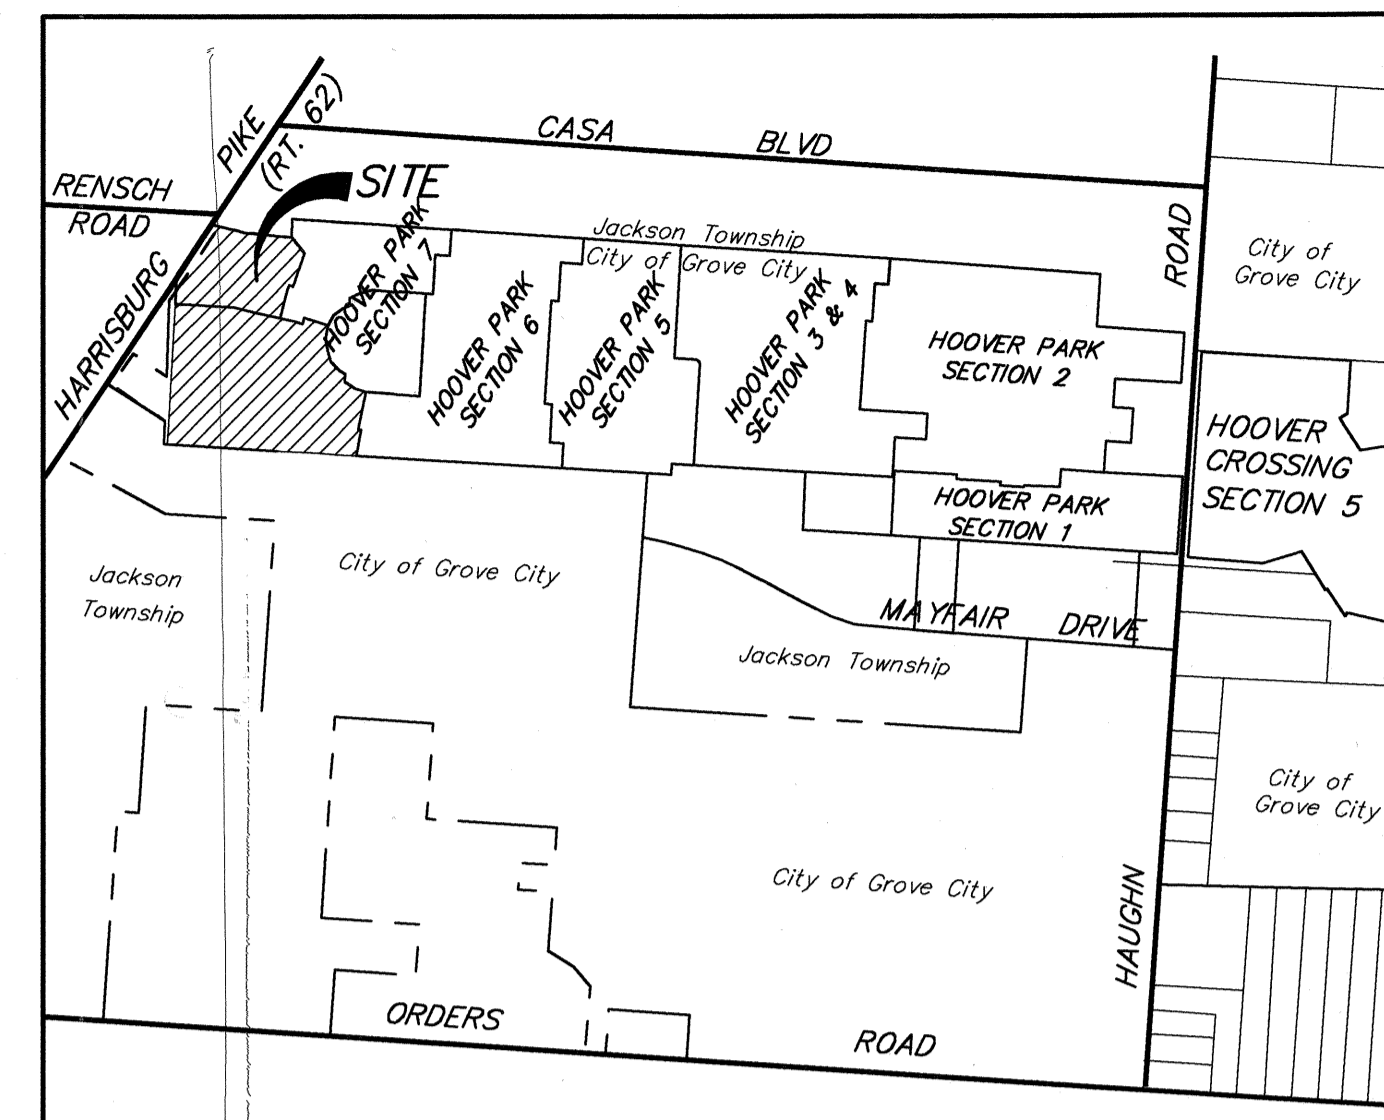 CASA BLVD
PIKE
(RT. 62)
RENSCH
ROAD
SITE
HARRISBURG
Jackson Township
City of Grove City
HOOVER PARK
SECTION 7
HOOVER PARK
SECTION 6
HOOVER PARK
SECTION 5
HOOVER PARK
SECTION 3 & 4
HOOVER PARK
SECTION 2
ROAD
City of
Grove City
HOOVER
CROSSING
SECTION 5
HOOVER PARK
SECTION 1
City of Grove City
Jackson
Township
MAYFAIR DRIVE
Jackson Township
City of
Grove City
City of Grove City
HAUGHN
ORDERS
ROAD